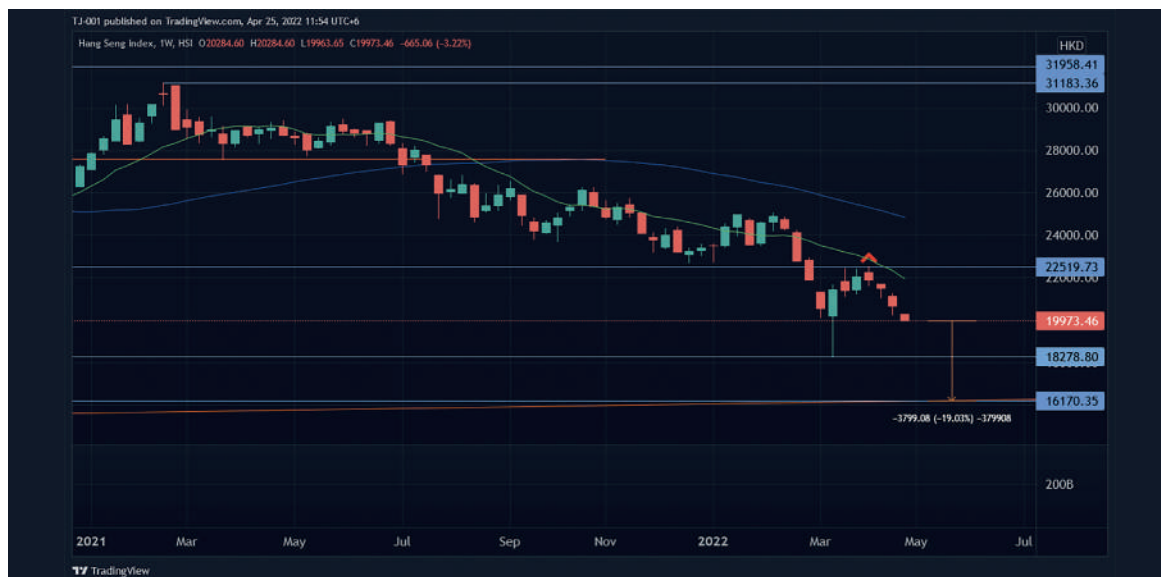 TJ-001 published on TradingView.com, Apr 25, 2022 11:54 UTC+6
Hang Seng Index, 1W, HSI O20284.60 H20284.60 L19963.65 C19973.46 −665.06 (−3.22%)
HKD
31958.41
31183.36
30000.00
28000.00
26000.00
24000.00
22519.73
22000.00
19973.46
18278.80
16170.35
−3799.08 (−19.03%) −379908
200B
2021 Mar May Jul Sep Nov 2022 Mar May Jul
TradingView